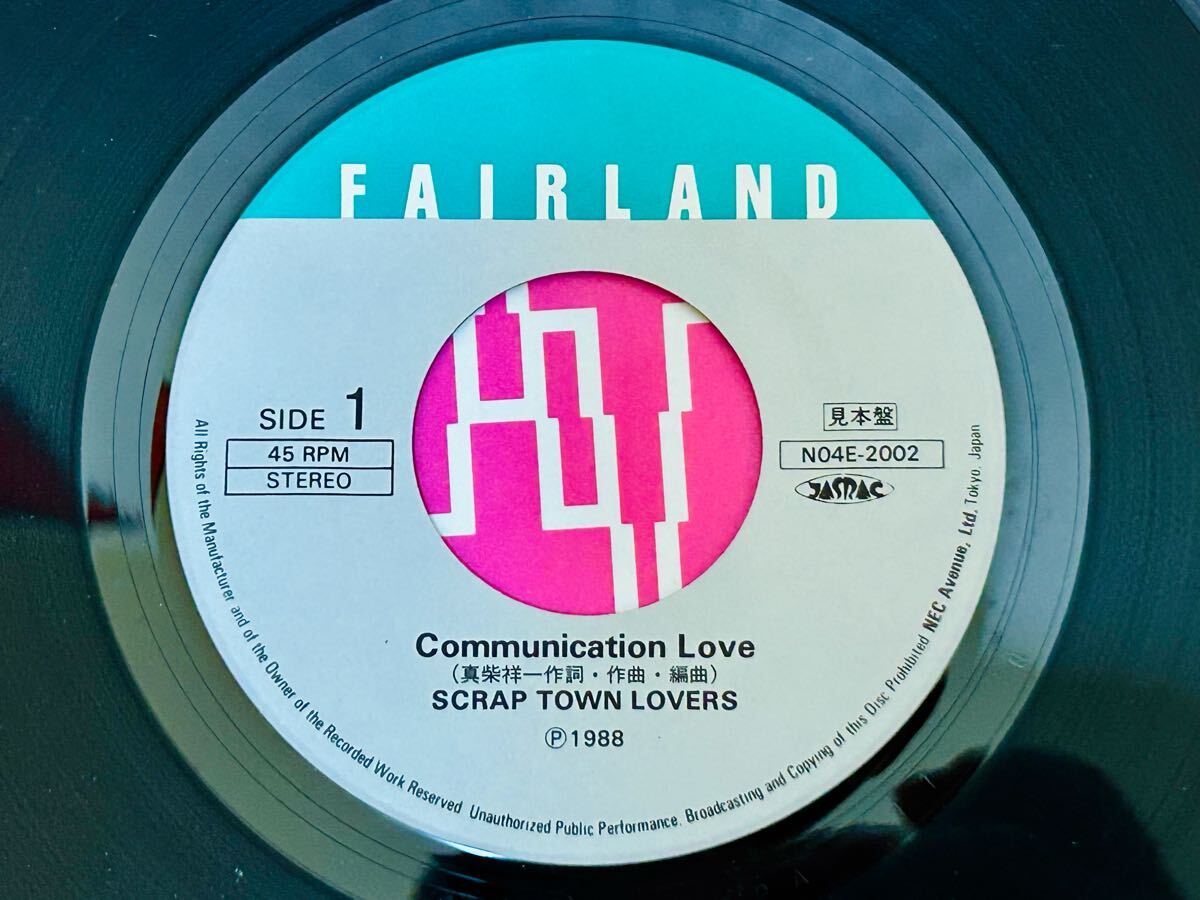 FAIRLAND
SIDE 1
45 RPM
STEREO
見本盤
N04E-2002
JASRAC
Communication Love
(真柴祥一作詞・作曲・編曲)
SCRAP TOWN LOVERS
Ⓟ1988
All Rights of the Manufacturer and of the Owner of the Recorded Work Reserved. Unauthorized Public Performance. Broadcasting and Copying of this Disc Prohibited NEC Avenue, Ltd, Tokyo, Japan